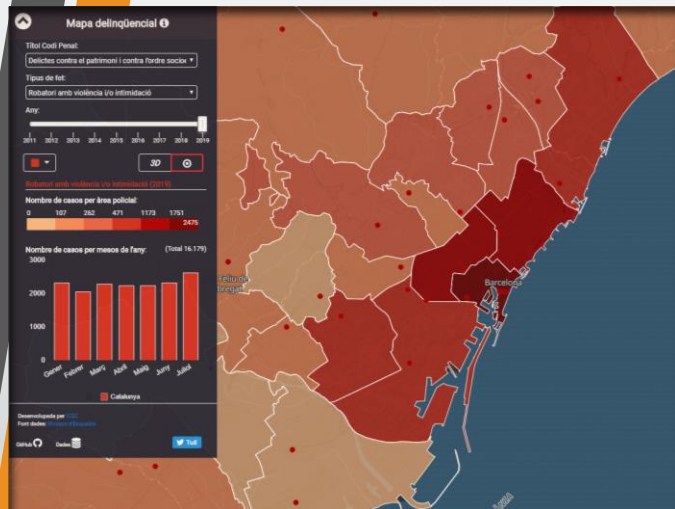 Mapa delinqüencial
Títol Codi Penal:
Delictes contra el patrimoni i contra l'ordre socioe
Tipus de fet:
Robatori amb violència i/o intimidació
Any:
2011 2012 2013 2014 2015 2016 2017 2018 2019
3D
Robatori amb violència i/o intimidació (2019)
Nombre de casos per àrea policial:
0 107 262 471 1173 1761
2475
Nombre de casos per mesos de l'any: (Total 16.179)
3000
2000
1000
0
Gener Febrer Març Abril Maig Juny Juliol
Catalunya
Desenvolupada per
Font dades:
GitHub Dades Tuit
Barcelona